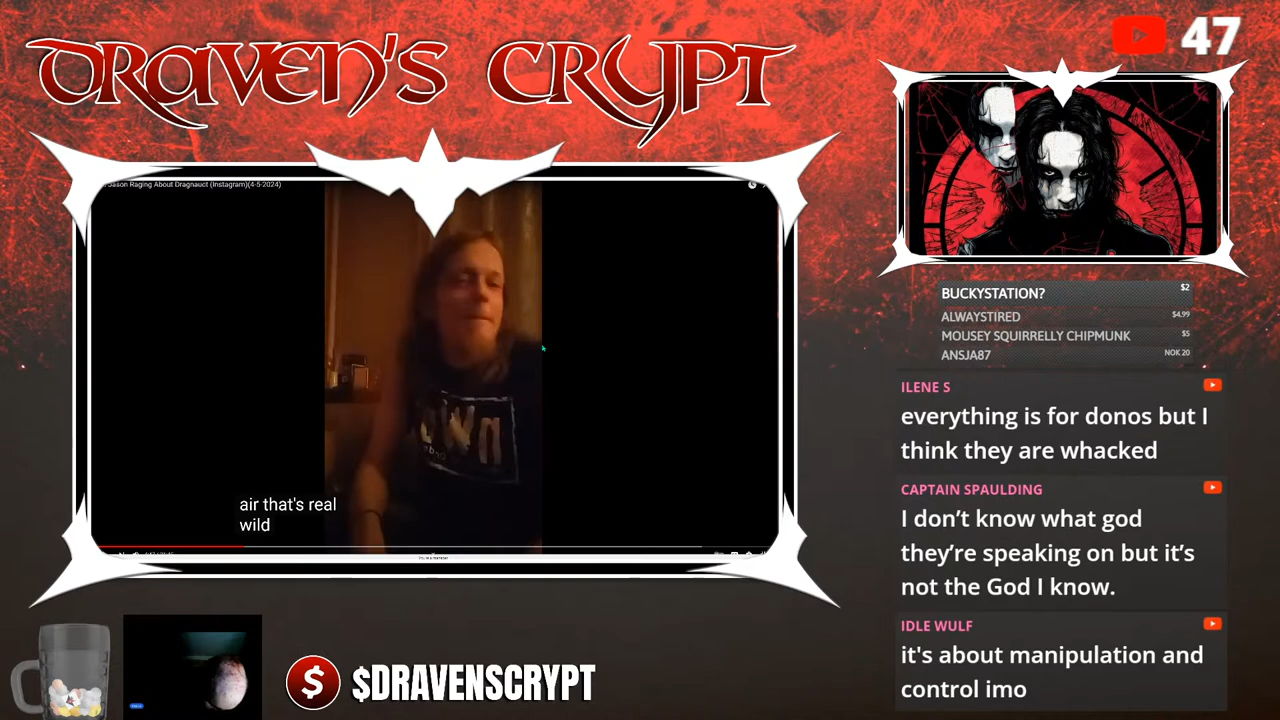 DRAVEN'S CRYPT
47
Jason Raging About Dragnauct (Instagram)(4-5-2024)
air that's real
wild
BUCKYSTATION? $2
ALWAYSTIRED $4.99
MOUSEY SQUIRRELLY CHIPMUNK $5
ANSJA87 NOK 20
ILENE S
everything is for donos but I
think they are whacked
CAPTAIN SPAULDING
I don’t know what god
they’re speaking on but it’s
not the God I know.
IDLE WULF
it's about manipulation and
control imo
$ $DRAVENSCRYPT